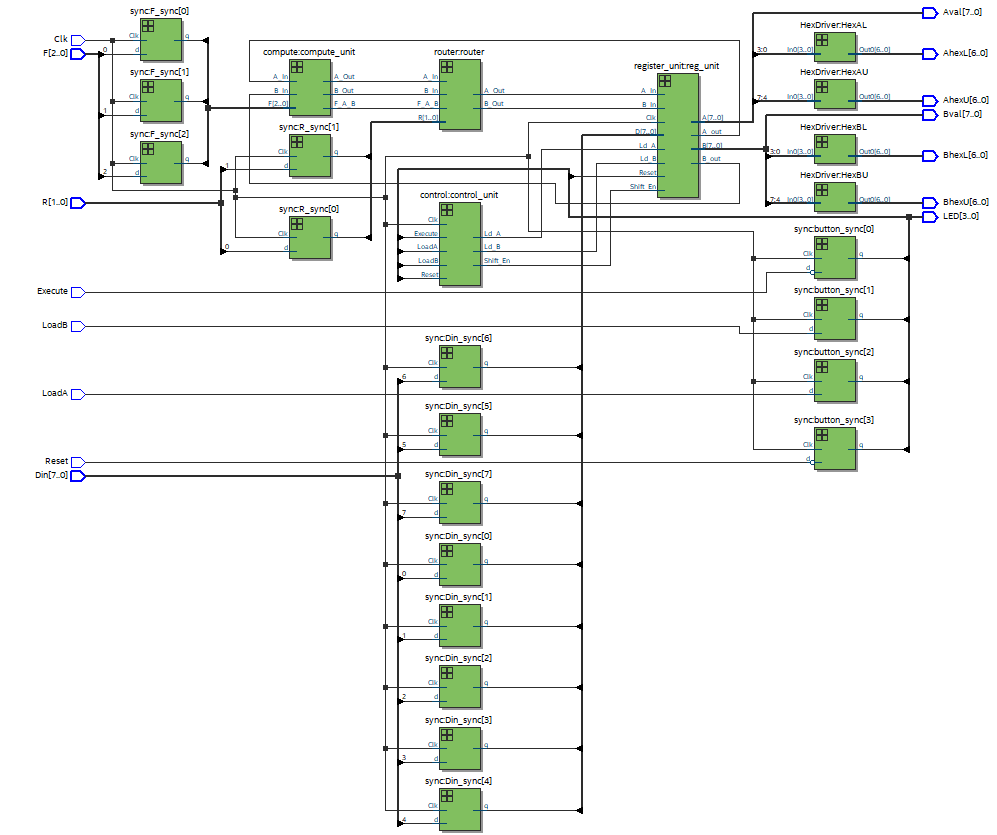 sync:F_sync[0]
Clk
F[2..0]
0
Clk
d
q
sync:F_sync[1]
1
Clk
d
q
sync:F_sync[2]
2
Clk
d
q
R[1..0]
compute:compute_unit
A_In
B_In
F[2..0]
A_Out
B_Out
F_A_B
router:router
A_In
B_In
F_A_B
R[1..0]
A_Out
B_Out
sync:R_sync[1]
1
Clk
d
q
sync:R_sync[0]
0
Clk
d
q
control:control_unit
Clk
Execute
LoadA
LoadB
Reset
Ld_A
Ld_B
Shift_En
register_unit:reg_unit
A_In
B_In
Clk
D[7..0]
Ld_A
Ld_B
Reset
Shift_En
A[7..0]
A_out
B[7..0]
B_out
Aval[7..0]
HexDriver:HexAL
3:0
In0[3..0]
Out0[6..0]
AhexL[6..0]
HexDriver:HexAU
7:4
In0[3..0]
Out0[6..0]
AhexU[6..0]
Bval[7..0]
HexDriver:HexBL
3:0
In0[3..0]
Out0[6..0]
BhexL[6..0]
HexDriver:HexBU
7:4
In0[3..0]
Out0[6..0]
BhexU[6..0]
LED[3..0]
sync:button_sync[0]
Clk
d
q
Execute
sync:button_sync[1]
Clk
d
q
LoadB
sync:button_sync[2]
Clk
d
q
LoadA
sync:button_sync[3]
Clk
d
q
Reset
Din[7..0]
sync:Din_sync[6]
Clk
6
d
q
sync:Din_sync[5]
Clk
5
d
q
sync:Din_sync[7]
Clk
7
d
q
sync:Din_sync[0]
Clk
0
d
q
sync:Din_sync[1]
Clk
1
d
q
sync:Din_sync[2]
Clk
2
d
q
sync:Din_sync[3]
Clk
3
d
q
sync:Din_sync[4]
Clk
4
d
q